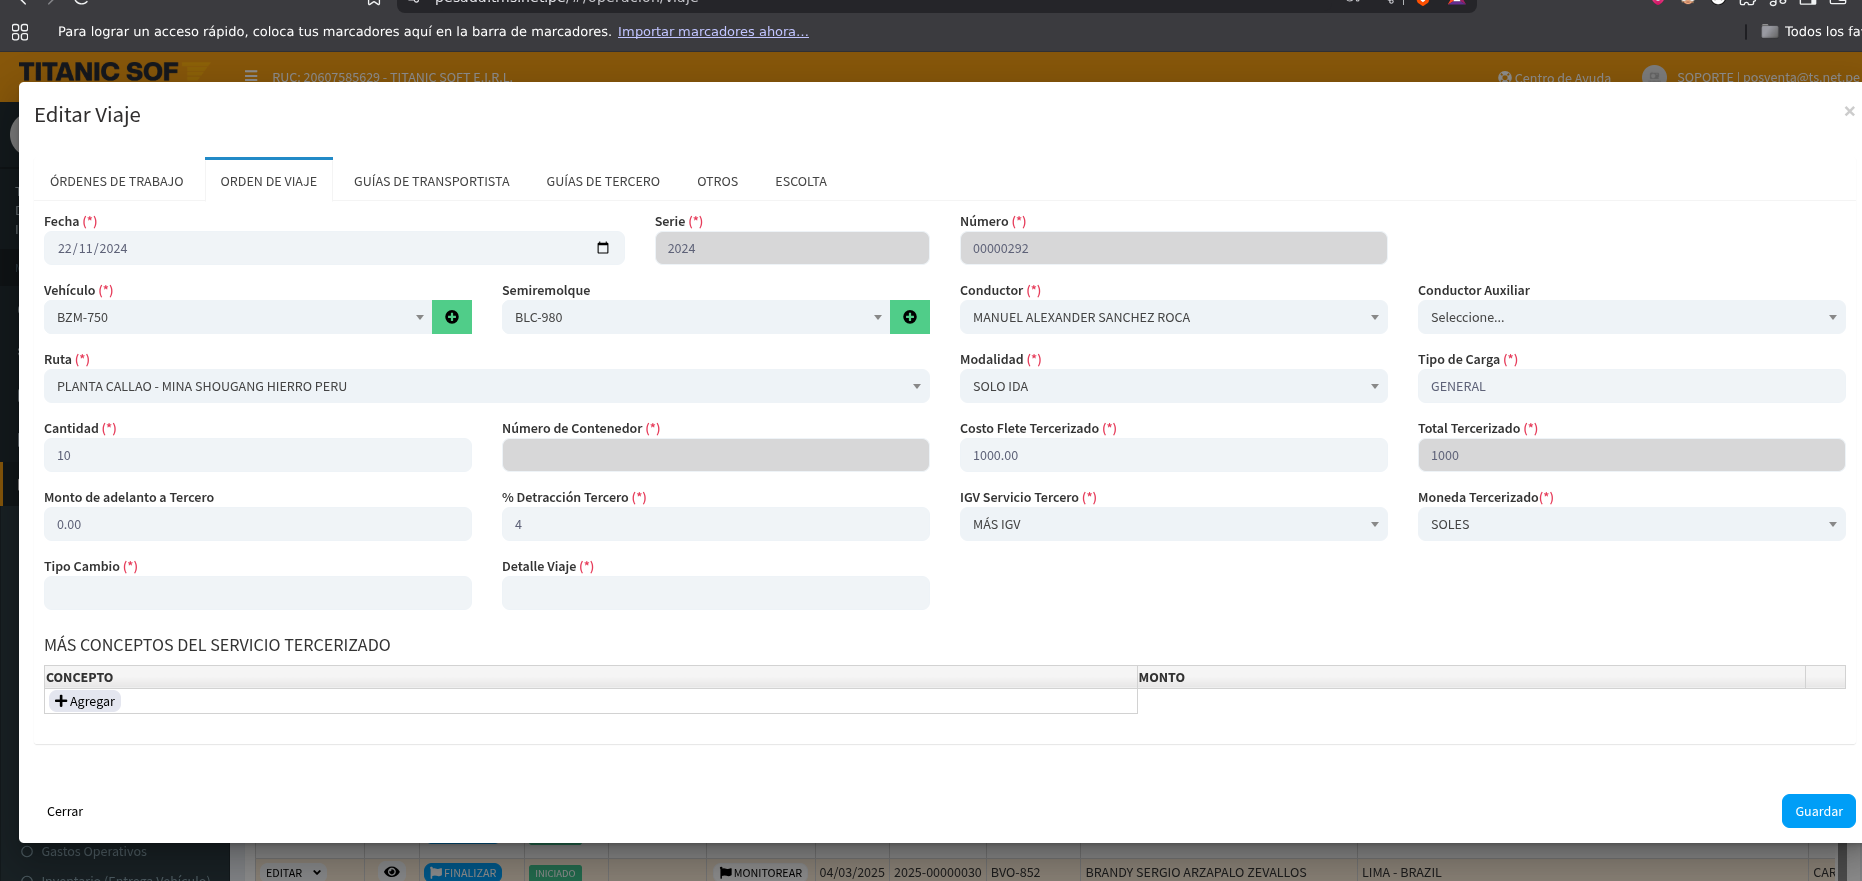 Para lograr un acceso rápido, coloca tus marcadores aquí en la barra de marcadores. Importar marcadores ahora...
Todos los fa
TITANIC SOF
RUC: 20607585629 - TITANIC SOFT E.I.R.L.
Centro de Ayuda
SOPORTE | posventa@ts.net.pe
Editar Viaje
×
ÓRDENES DE TRABAJO ORDEN DE VIAJE GUÍAS DE TRANSPORTISTA GUÍAS DE TERCERO OTROS ESCOLTA
Fecha (*) Serie (*) Número (*)
22/11/2024 2024 00000292
Vehículo (*) Semiremolque Conductor (*) Conductor Auxiliar
BZM-750 BLC-980 MANUEL ALEXANDER SANCHEZ ROCA Seleccione...
Ruta (*) Modalidad (*) Tipo de Carga (*)
PLANTA CALLAO - MINA SHOUGANG HIERRO PERU SOLO IDA GENERAL
Cantidad (*) Número de Contenedor (*) Costo Flete Tercerizado (*) Total Tercerizado (*)
10 1000.00 1000
Monto de adelanto a Tercero % Detracción Tercero (*) IGV Servicio Tercero (*) Moneda Tercerizado(*)
0.00 4 MÁS IGV SOLES
Tipo Cambio (*) Detalle Viaje (*)
MÁS CONCEPTOS DEL SERVICIO TERCERIZADO
CONCEPTO MONTO
Agregar
Cerrar Guardar
Gastos Operativos
EDITAR FINALIZAR INICIADO MONITOREAR 04/03/2025 2025-00000030 BVO-852 BRANDY SERGIO ARZAPALO ZEVALLOS LIMA - BRAZIL CAR